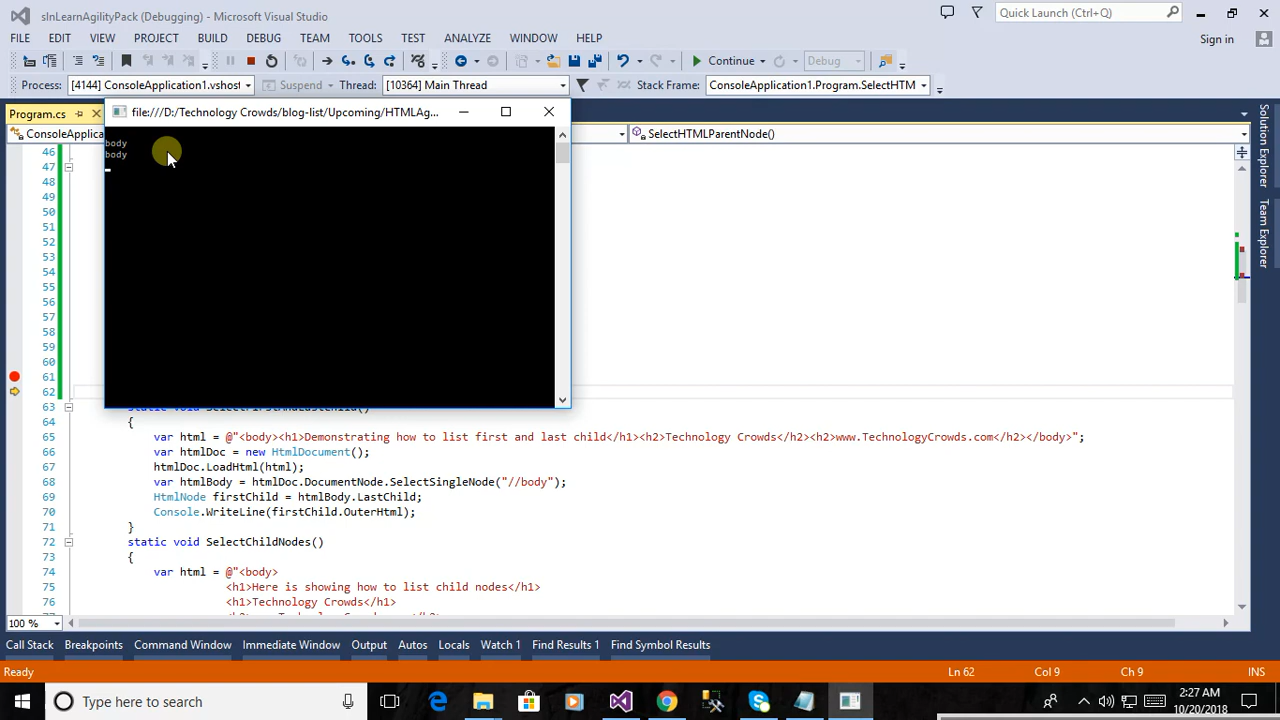 slnLearnAgilityPack (Debugging) - Microsoft Visual Studio
Quick Launch (Ctrl+Q)
FILE EDIT VIEW PROJECT BUILD DEBUG TEAM TOOLS TEST ANALYZE WINDOW HELP
Sign in
Continue
Debug
Process: [4144] ConsoleApplication1.vshost
Suspend
Thread: [10364] Main Thread
Stack Frame: ConsoleApplication1.Program.SelectHTM
Program.cs
file:///D:/Technology Crowds/blog-list/Upcoming/HTMLAg...
ConsoleApplica
SelectHTMLParentNode()
body
body
46
47
48
49
50
51
52
53
54
55
56
57
58
59
60
61
62
63 static void SelectFirstAndLastChild()
64 {
65 var html = @"<body><h1>Demonstrating how to list first and last child</h1><h2>Technology Crowds</h2><h2>www.TechnologyCrowds.com</h2></body>";
66 var htmlDoc = new HtmlDocument();
67 htmlDoc.LoadHtml(html);
68 var htmlBody = htmlDoc.DocumentNode.SelectSingleNode("//body");
69 HtmlNode firstChild = htmlBody.LastChild;
70 Console.WriteLine(firstChild.OuterHtml);
71 }
72 static void SelectChildNodes()
73 {
74 var html = @"<body>
75 <h1>Here is showing how to list child nodes</h1>
76 <h1>Technology Crowds</h1>
Solution Explorer
Team Explorer
100 %
Call Stack Breakpoints Command Window Immediate Window Output Autos Locals Watch 1 Find Results 1 Find Symbol Results
Ready
Ln 62 Col 9 Ch 9 INS
Type here to search
2:27 AM
10/20/2018